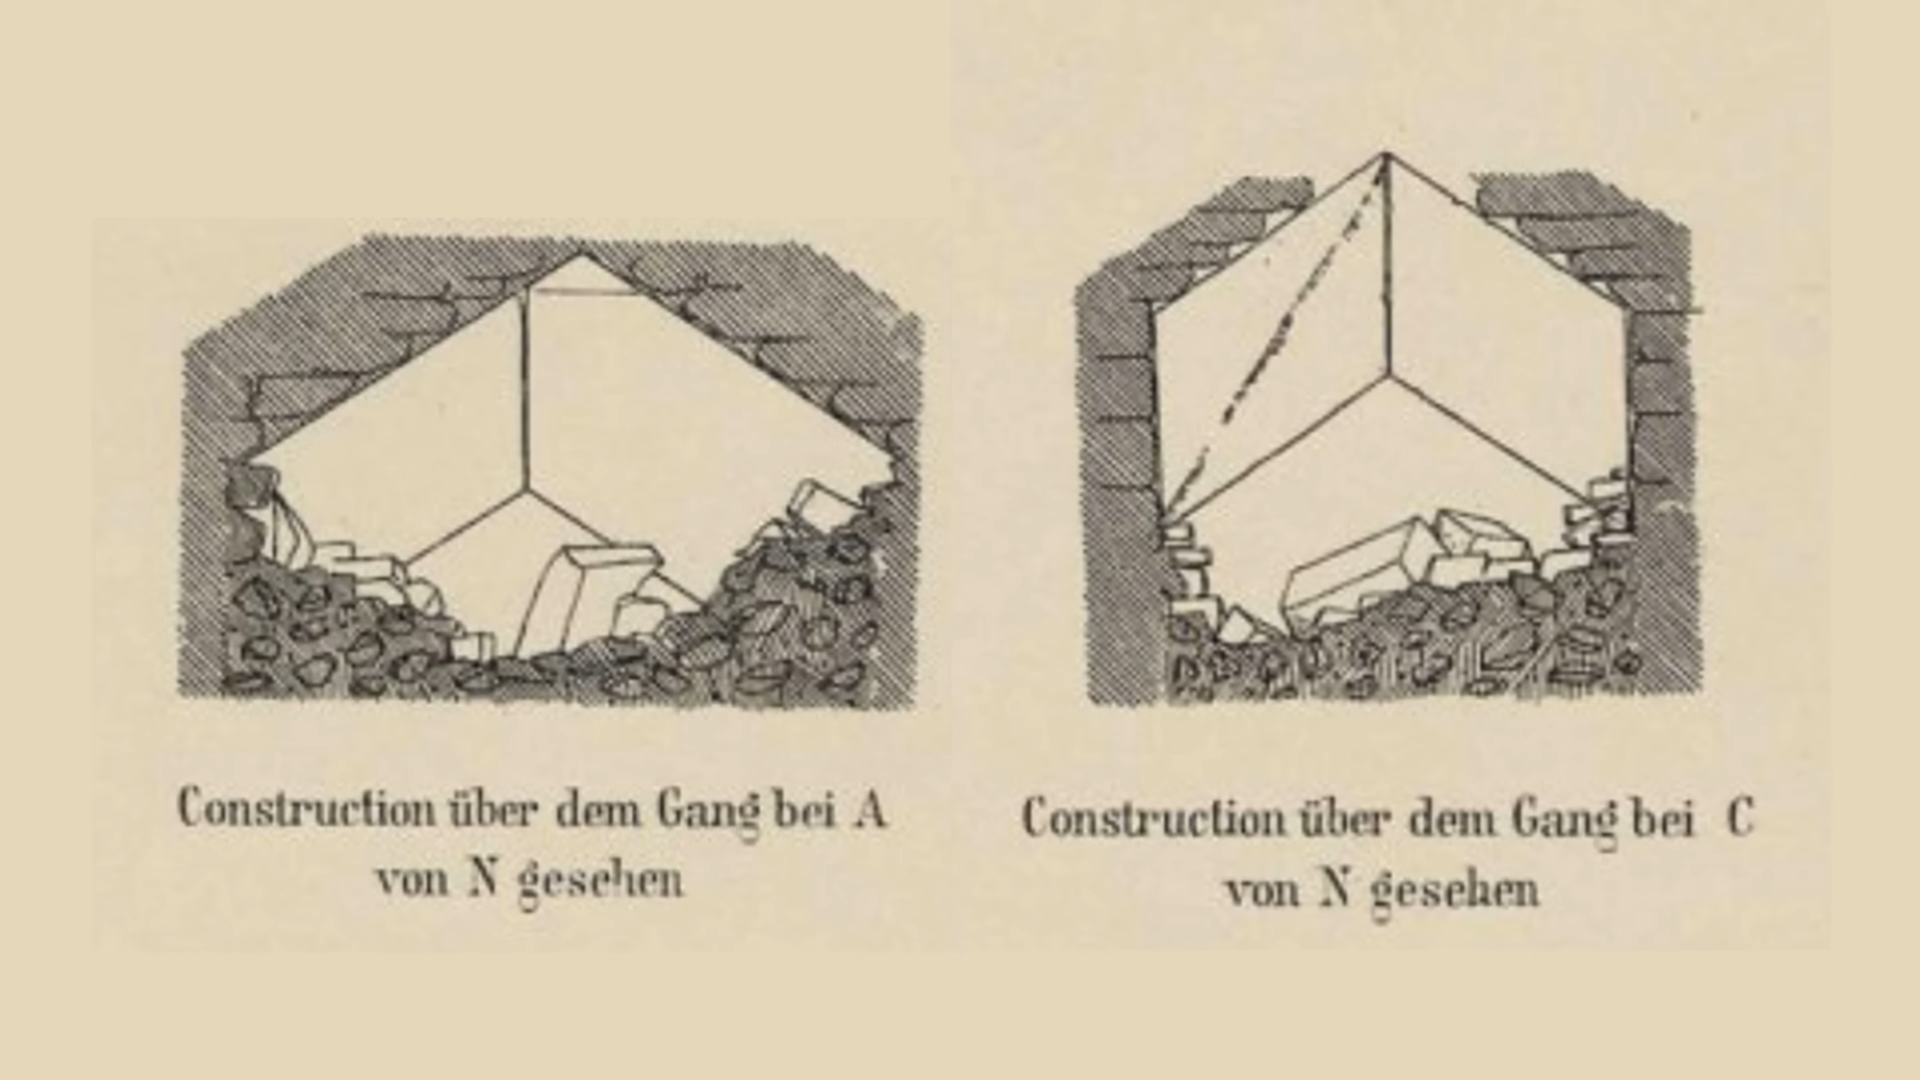 Construction über dem Gang bei A
von N gesehen
Construction über dem Gang bei C
von N gesehen